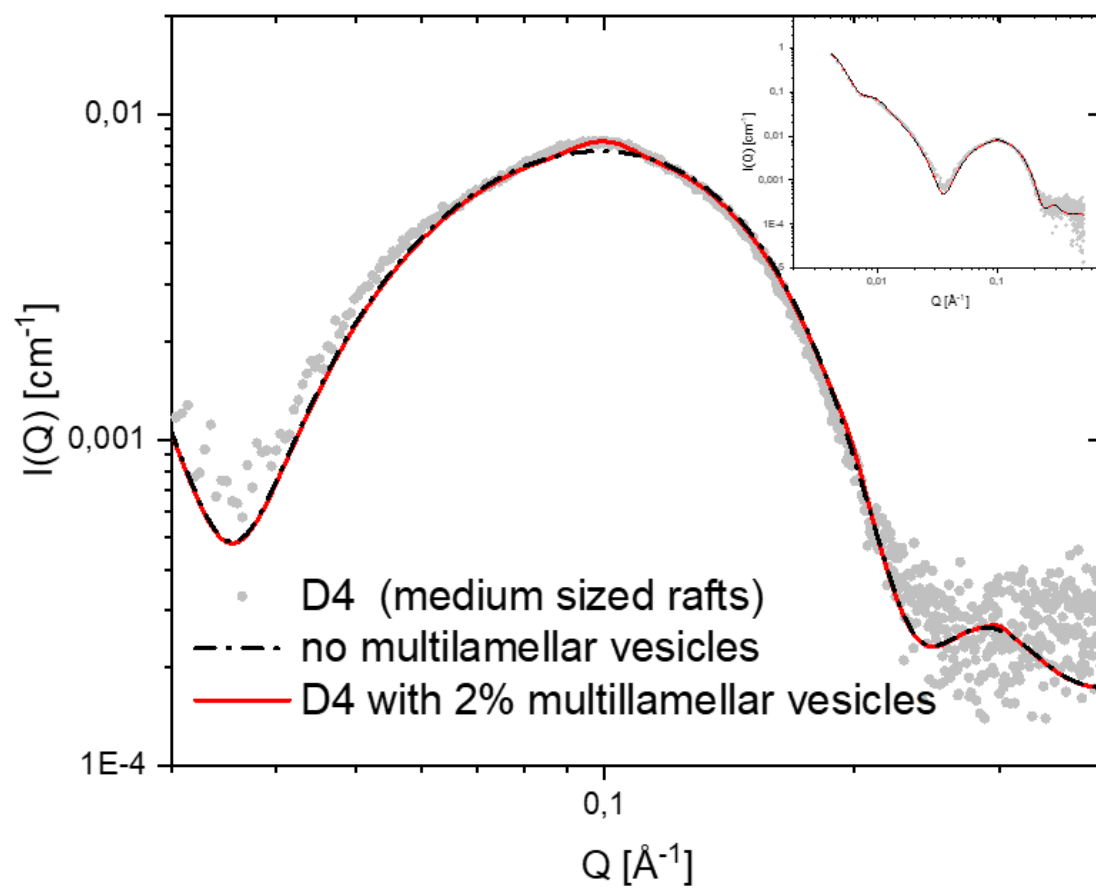 0,01
0,001
1E-4
0,1
I(Q) [cm⁻¹]
Q [Å⁻¹]
D4 (medium sized rafts)
no multilamellar vesicles
D4 with 2% multillamellar vesicles
1
0,1
0,01
0,001
1E-4
0,01
0,1
I(Q) [cm⁻¹]
Q [Å⁻¹]